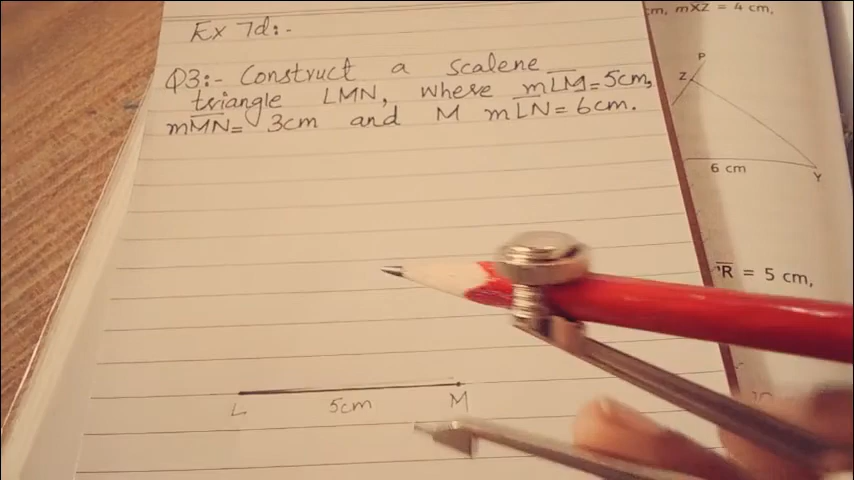 Ex 7d:-
Q3:- Construct a scalene
triangle LMN, where mLM=5cm,
mMN= 3cm and M mLN= 6cm.
L 5cm M
cm, mXZ = 4 cm,
P
Z
6 cm
Y
R = 5 cm,